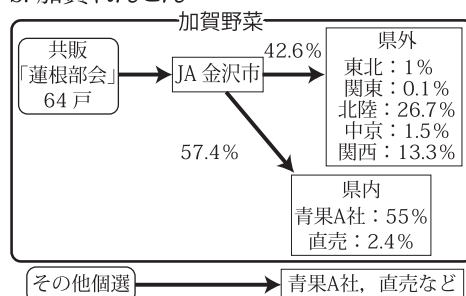 加賀野菜
共販
「蓮根部会」
64戸
JA金沢市
42.6%
57.4%
県外
東北：1%
関東：0.1%
北陸：26.7%
中京：1.5%
関西：13.3%
県内
青果A社：55%
直売：2.4%
その他個選
青果A社，直売など